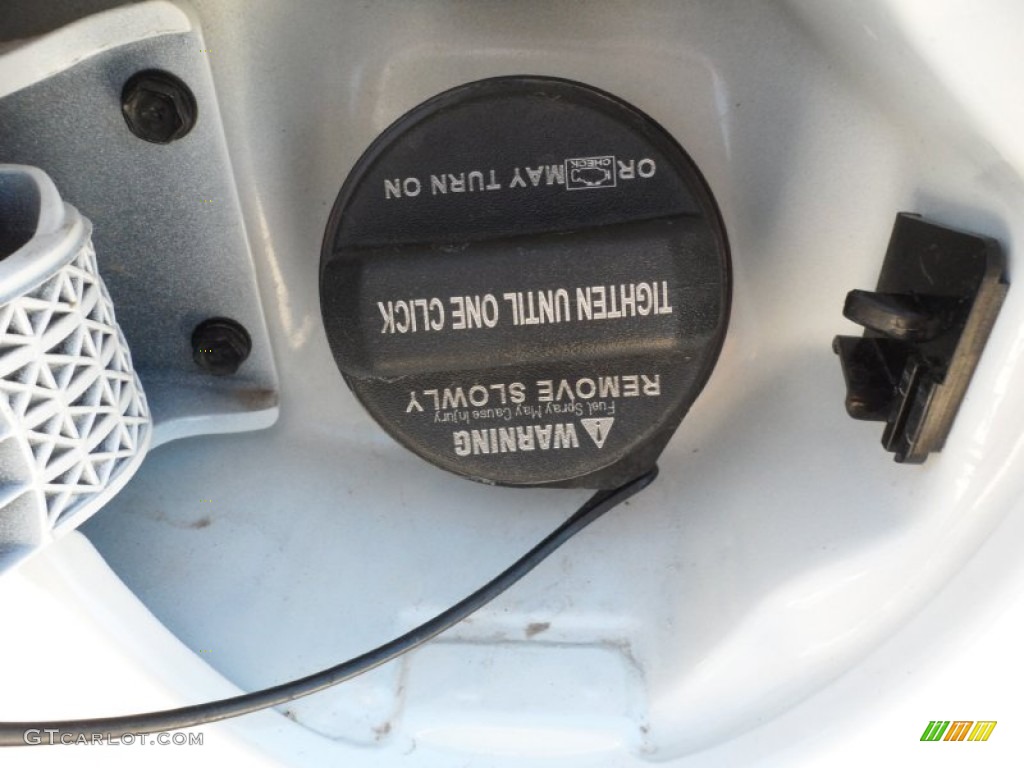 WARNING
Fuel Spray May Cause Injury
REMOVE SLOWLY
TIGHTEN UNTIL ONE CLICK
OR CHECK MAY TURN ON
GTCARLOT.COM